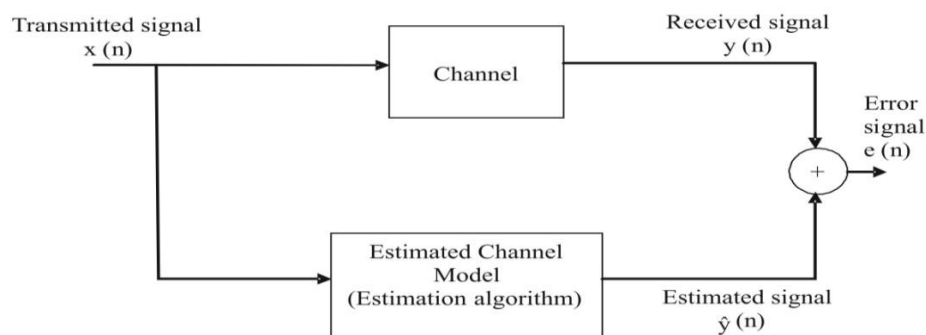 Transmitted signal
x (n)
Channel
Received signal
y (n)
Error
signal
e (n)
+
Estimated Channel
Model
(Estimation algorithm)
Estimated signal
ŷ (n)